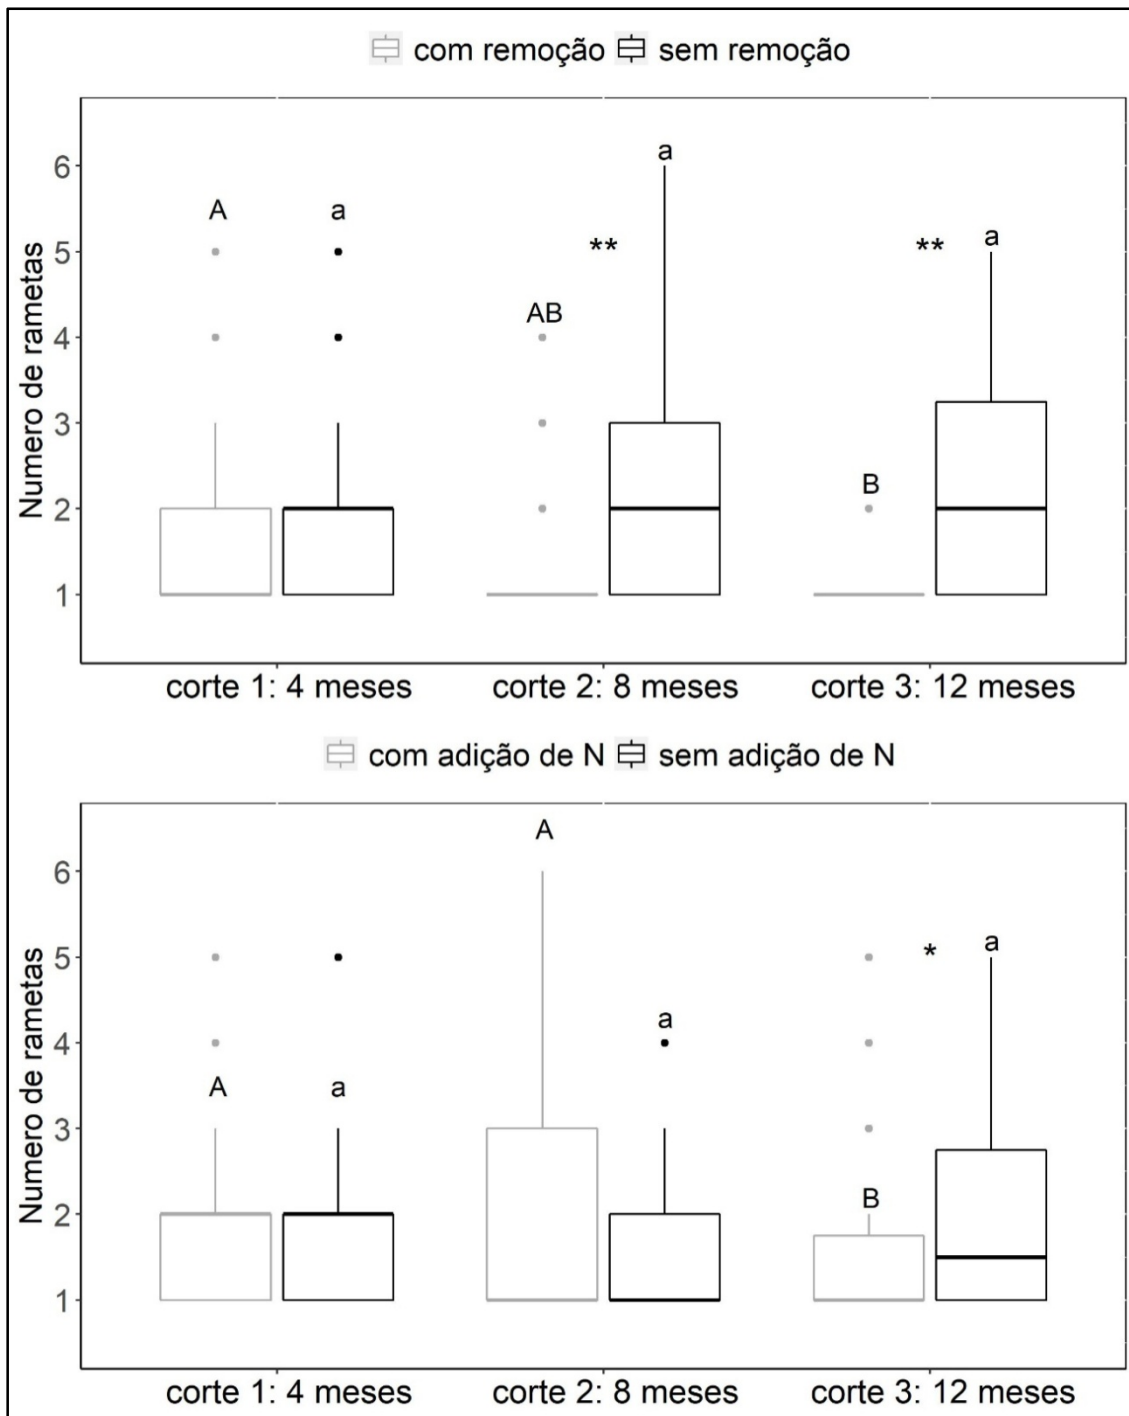 com remoção sem remoção
Numero de rametas
6
5
4
3
2
1
A
a
AB
**
a
B
**
a
corte 1: 4 meses
corte 2: 8 meses
corte 3: 12 meses
com adição de N sem adição de N
Numero de rametas
6
5
4
3
2
1
A
a
A
a
B
*
a
corte 1: 4 meses
corte 2: 8 meses
corte 3: 12 meses